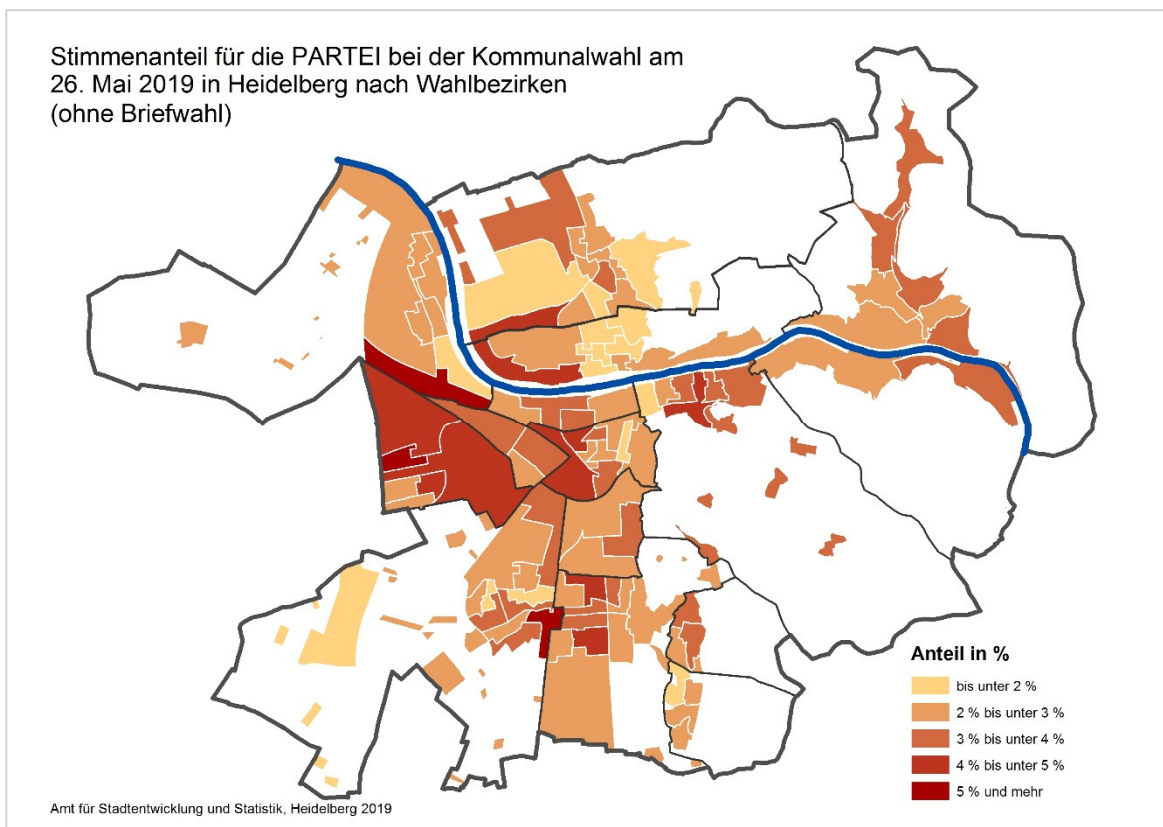 Stimmenanteil für die PARTEI bei der Kommunalwahl am
26. Mai 2019 in Heidelberg nach Wahlbezirken
(ohne Briefwahl)
Anteil in %
bis unter 2 %
2 % bis unter 3 %
3 % bis unter 4 %
4 % bis unter 5 %
5 % und mehr
Amt für Stadtentwicklung und Statistik, Heidelberg 2019